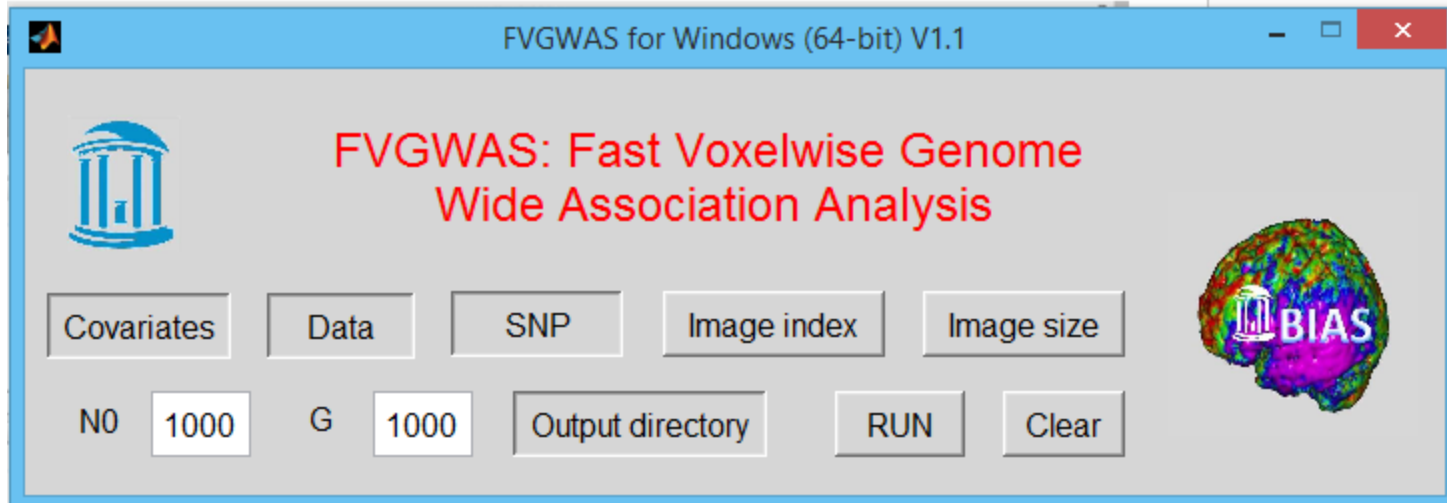 FVGWAS for Windows (64-bit) V1.1
FVGWAS: Fast Voxelwise Genome
Wide Association Analysis
Covariates Data SNP Image index Image size
BIAS
N0 1000 G 1000 Output directory RUN Clear